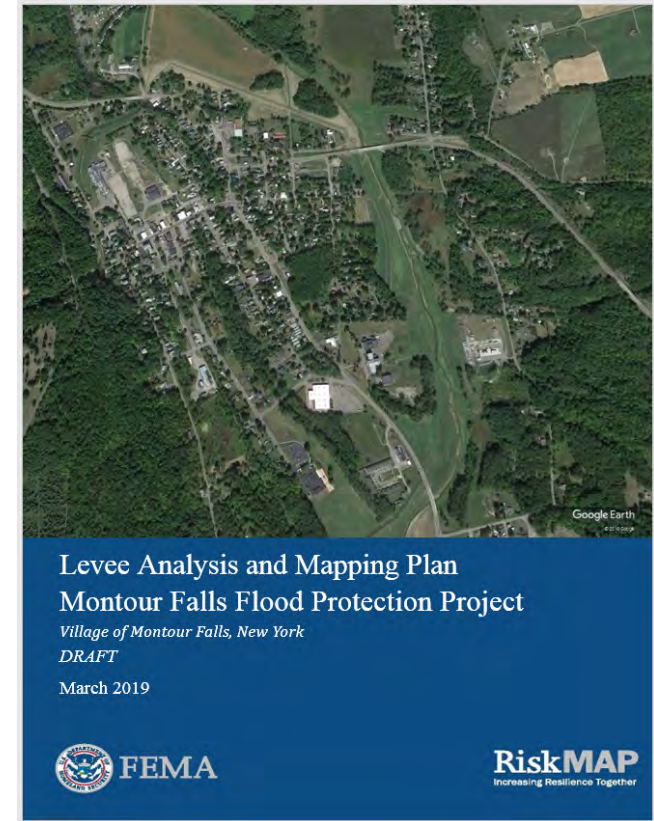 Google Earth
Levee Analysis and Mapping Plan
Montour Falls Flood Protection Project
Village of Montour Falls, New York
DRAFT
March 2019
FEMA
RiskMAP
Increasing Resilience Together